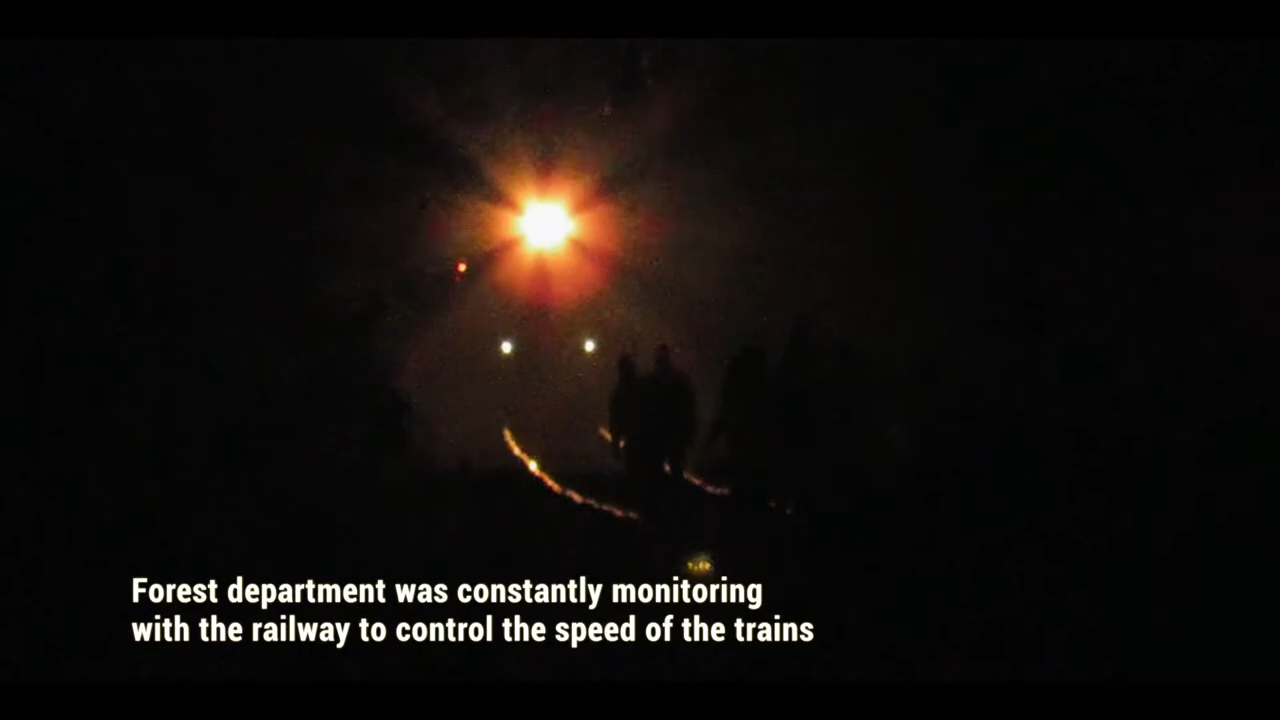 Forest department was constantly monitoring
with the railway to control the speed of the trains